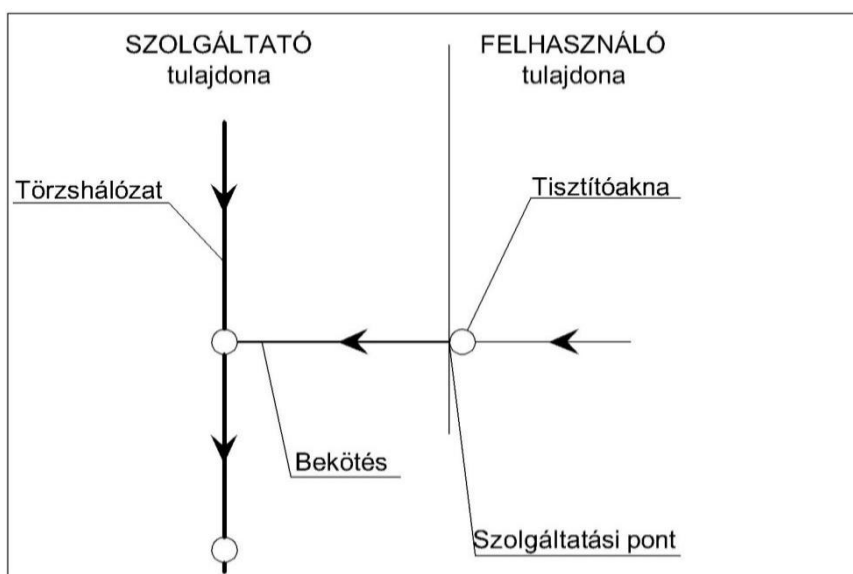 SZOLGÁLTATÓ
tulajdona
FELHASZNÁLÓ
tulajdona
Törzshálózat
Tisztítóakna
Bekötés
Szolgáltatási pont